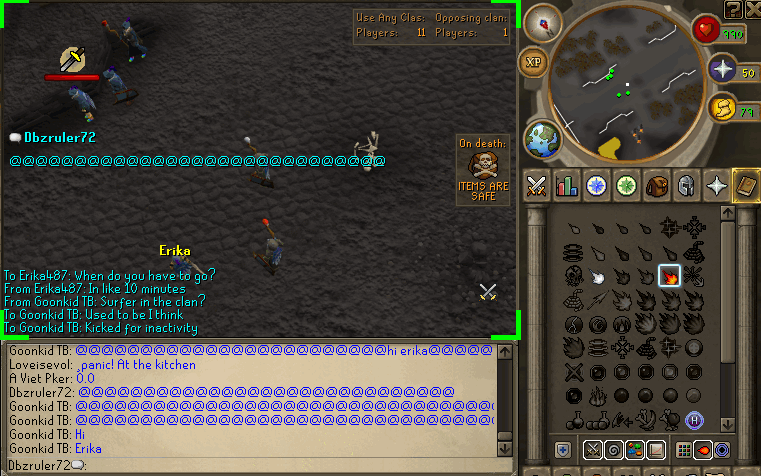 Use Any Clas: Opposing clan:
Players: 11 Players: 1
? X
990
XP
50
79
Dbzruler72
@@@@@@@@@@@@@@@@@@@@@@@@@@@@@
On death:
ITEMS ARE
SAFE
Erika
To Erika487: When do you have to go?
From Erika487: In like 10 minutes
From Goonkid TB: Surfer in the clan?
To Goonkid TB: Used to be I think
To Goonkid TB: Kicked for inactivity
Goonkid TB: @@@@@@@@@@@@@@@@@@@@@@@@hi erika@@@@@
Loveisevol: ¸panic! At the kitchen
A Viet Pker: 0.0
Dbzruler72: @@@@@@@@@@@@@@@@@@@@@@@@@@@@@
Goonkid TB: @@@@@@@@@@@@@@@@@@@@@@@@@@@@@@@@
Goonkid TB: @@@@@@@@@@@@@@@@@@@@@@@@@@@@@@@@
Goonkid TB: Hi
Goonkid TB: Erika
Dbzruler72:
H